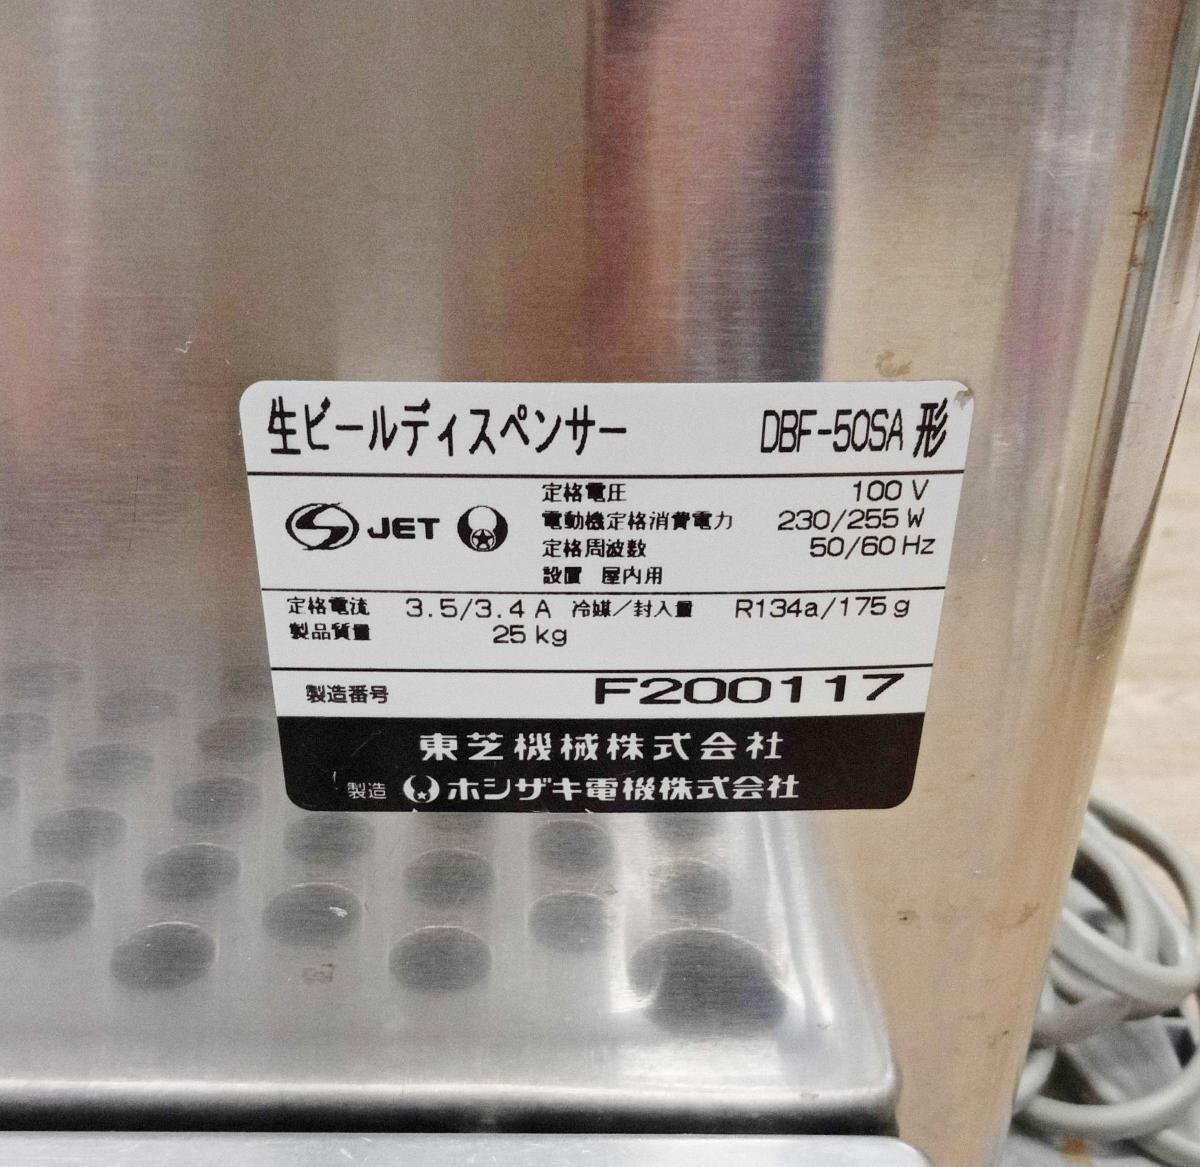 生ビールディスペンサー DBF-50SA 形
JET
定格電圧 100 V
電動機定格消費電力 230/255 W
定格周波数 50/60 Hz
設置 屋内用
定格電流 3.5/3.4 A 冷媒/封入量 R134a/175g
製品質量 25 kg
製造番号 F200117
東芝機械株式会社
製造 ホシザキ電機株式会社